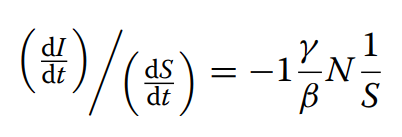 (dI/dt)/(dS/dt) = −1 γ/β N 1/S